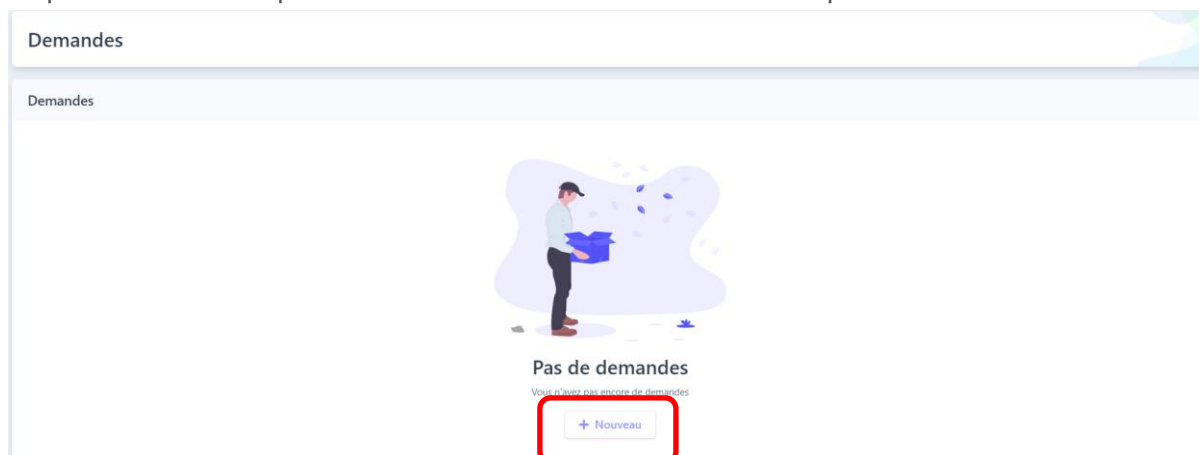 Demandes
Demandes
Pas de demandes
Vous n'avez pas encore de demandes
+ Nouveau